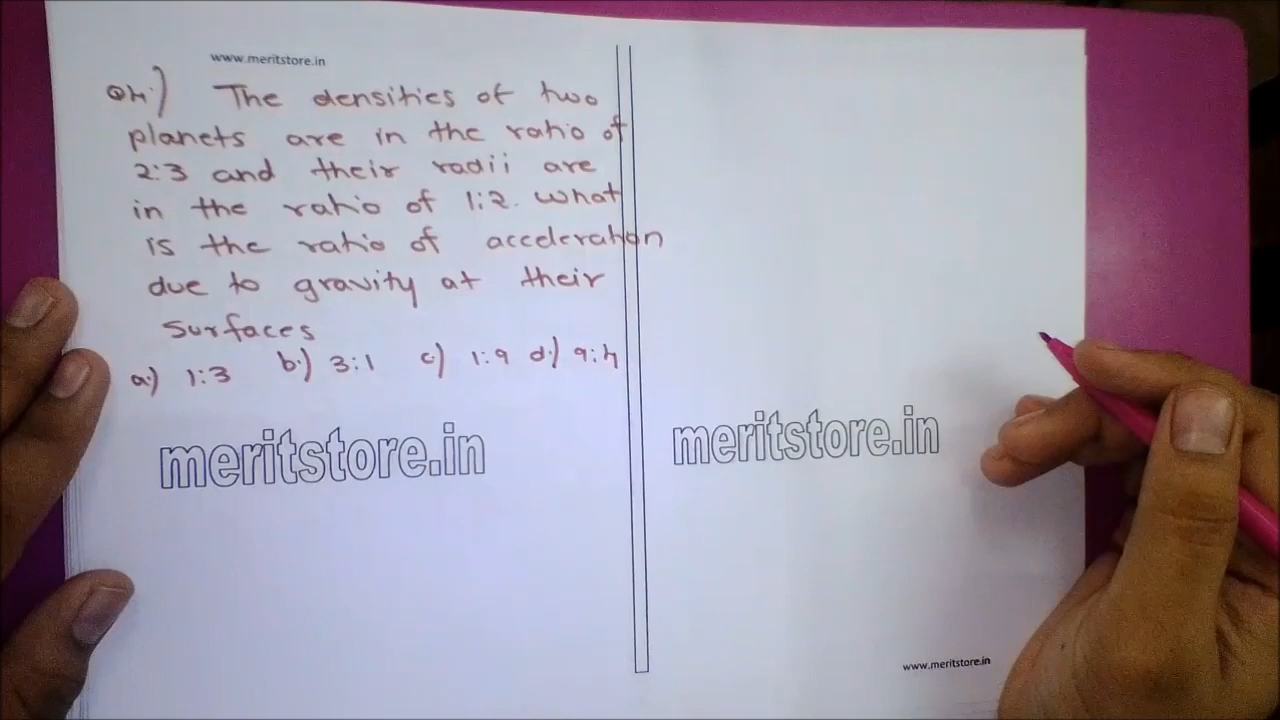 www.meritstore.in
Q4.) The densities of two
planets are in the ratio of
2:3 and their radii are
in the ratio of 1:2. what
is the ratio of acceleration
due to gravity at their
surfaces
a.) 1:3 b.) 3:1 c.) 1:9 d.) 9:4
meritstore.in
meritstore.in
www.meritstore.in